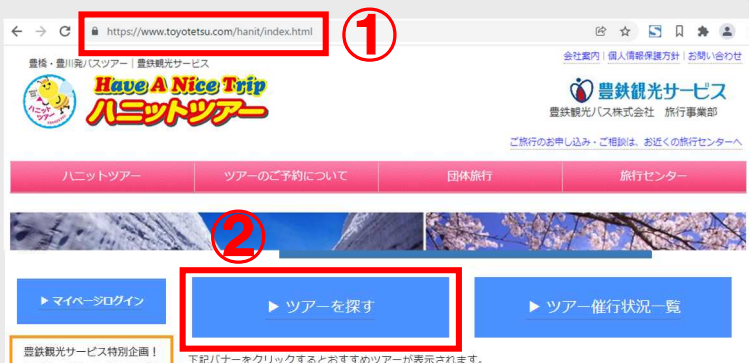 https://www.toyotetsu.com/hanit/index.html
①
豊橋・豊川発バスツアー｜豊鉄観光サービス
会社案内｜個人情報保護方針｜お問い合わせ
Have A Nice Trip
ハニットツアー
ハニット
ツアー
豊鉄観光サービス
豊鉄観光バス株式会社 旅行事業部
ご旅行のお申し込み・ご相談は、お近くの旅行センターへ
ハニットツアー
ツアーのご予約について
団体旅行
旅行センター
②
▶ マイページログイン
▶ ツアーを探す
▶ ツアー催行状況一覧
豊鉄観光サービス特別企画！
下記バナーをクリックするとおすすめツアーが表示されます。